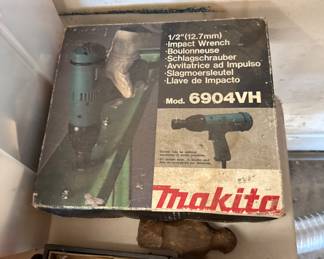 1/2"(12.7mm)
·Impact Wrench
·Boulonneuse
·Schlagschrauber
·Avvitatrice ad Impulso
·Slagmoersleutel
·Llave de Impacto
Mod. 6904VH
makita